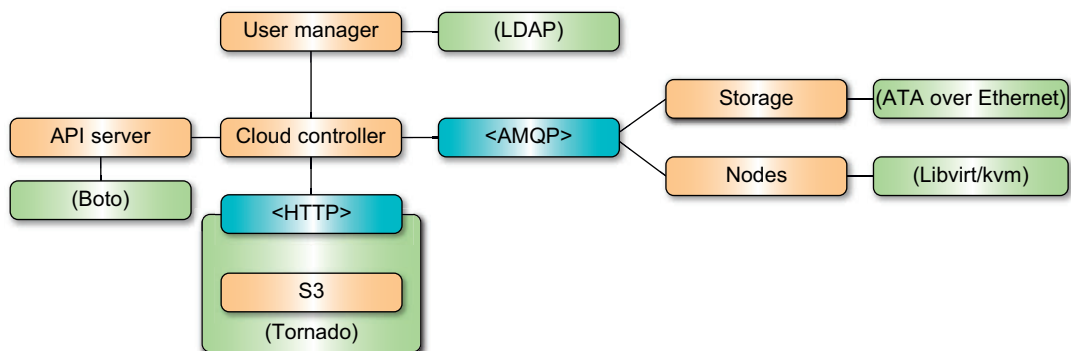 User manager
(LDAP)
Storage
(ATA over Ethernet)
API server
Cloud controller
<AMQP>
Nodes
(Libvirt/kvm)
(Boto)
<HTTP>
S3
(Tornado)